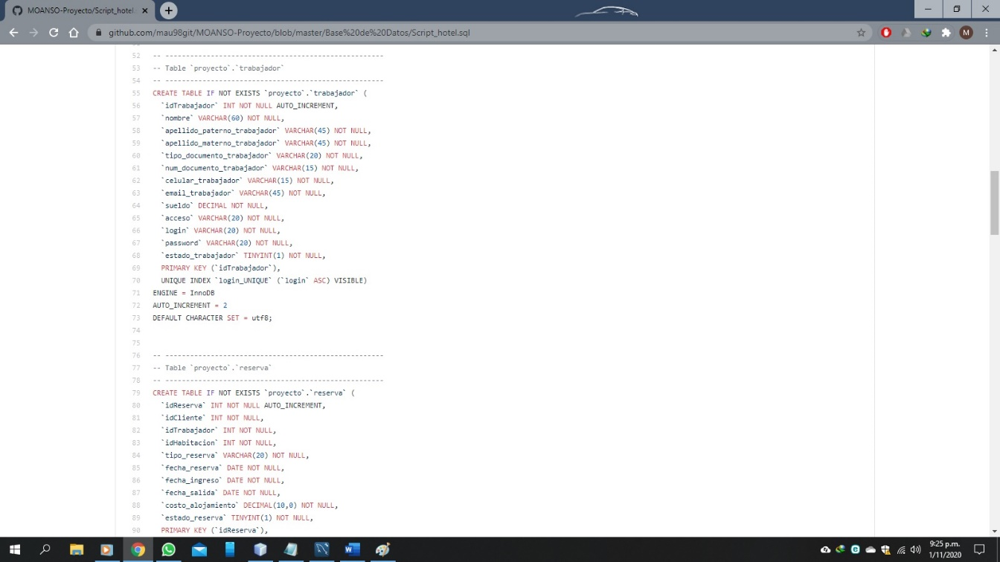 MOANSO-Proyecto/Script_hotel.
github.com/mau98git/MOANSO-Proyecto/blob/master/Base%20de%20Datos/Script_hotel.sql
M
52 -- -----------------------------------------------------
53 -- Table `proyecto`.`trabajador`
54 -- -----------------------------------------------------
55 CREATE TABLE IF NOT EXISTS `proyecto`.`trabajador` (
56 `idTrabajador` INT NOT NULL AUTO_INCREMENT,
57 `nombre` VARCHAR(60) NOT NULL,
58 `apellido_paterno_trabajador` VARCHAR(45) NOT NULL,
59 `apellido_materno_trabajador` VARCHAR(45) NOT NULL,
60 `tipo_documento_trabajador` VARCHAR(20) NOT NULL,
61 `num_documento_trabajador` VARCHAR(15) NOT NULL,
62 `celular_trabajador` VARCHAR(15) NOT NULL,
63 `email_trabajador` VARCHAR(45) NOT NULL,
64 `sueldo` DECIMAL NOT NULL,
65 `acceso` VARCHAR(20) NOT NULL,
66 `login` VARCHAR(20) NOT NULL,
67 `password` VARCHAR(20) NOT NULL,
68 `estado_trabajador` TINYINT(1) NOT NULL,
69 PRIMARY KEY (`idTrabajador`),
70 UNIQUE INDEX `login_UNIQUE` (`login` ASC) VISIBLE)
71 ENGINE = InnoDB
72 AUTO_INCREMENT = 2
73 DEFAULT CHARACTER SET = utf8;
74
75
76 -- -----------------------------------------------------
77 -- Table `proyecto`.`reserva`
78 -- -----------------------------------------------------
79 CREATE TABLE IF NOT EXISTS `proyecto`.`reserva` (
80 `idReserva` INT NOT NULL AUTO_INCREMENT,
81 `idCliente` INT NOT NULL,
82 `idTrabajador` INT NOT NULL,
83 `idHabitacion` INT NOT NULL,
84 `tipo_reserva` VARCHAR(20) NOT NULL,
85 `fecha_reserva` DATE NOT NULL,
86 `fecha_ingreso` DATE NOT NULL,
87 `fecha_salida` DATE NOT NULL,
88 `costo_alojamiento` DECIMAL(10,0) NOT NULL,
89 `estado_reserva` TINYINT(1) NOT NULL,
90 PRIMARY KEY (`idReserva`),
9:25 p.m.
1/11/2020